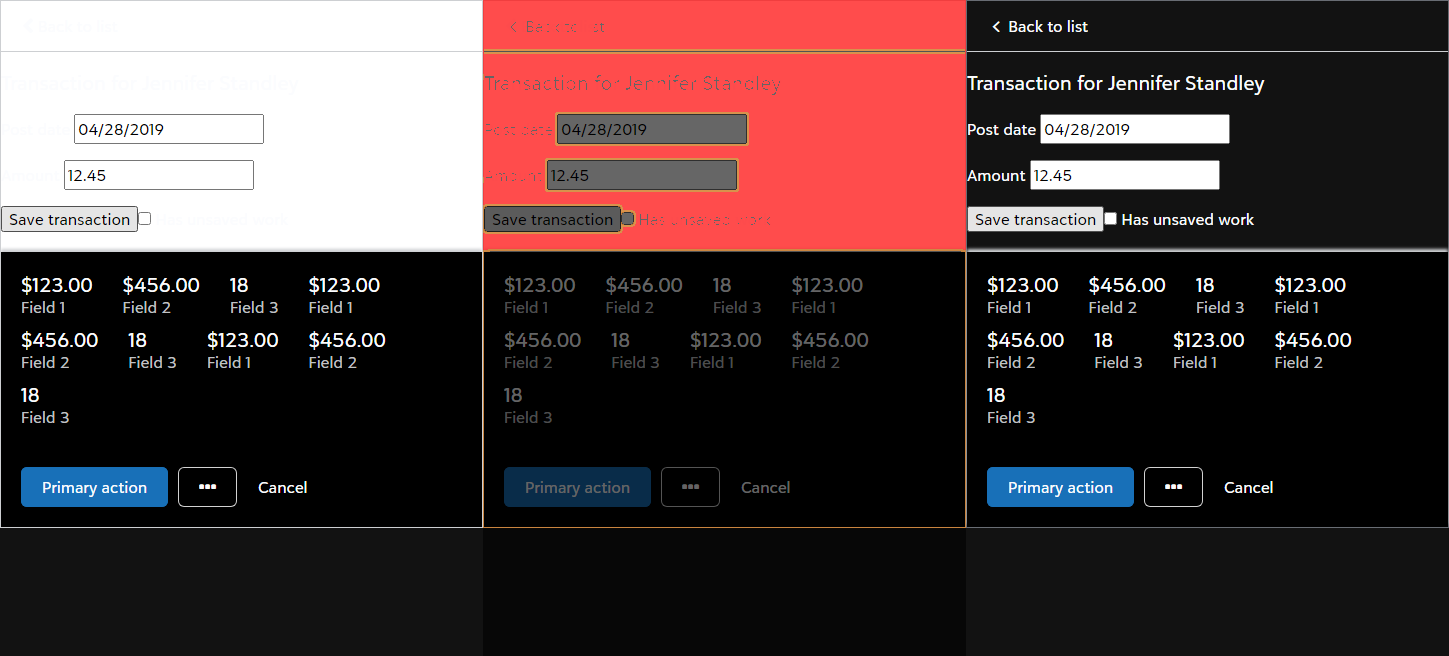 Back to list
Transaction for Jennifer Standley
04/28/2019
12.45
Save transaction
$123.00 $456.00 18 $123.00
Field 1 Field 2 Field 3 Field 1
$456.00 18 $123.00 $456.00
Field 2 Field 3 Field 1 Field 2
18
Field 3
Primary action ••• Cancel
Back to list
Transaction for Jennifer Standley
Post date 04/28/2019
Amount 12.45
Save transaction Has unsaved work
$123.00 $456.00 18 $123.00
Field 1 Field 2 Field 3 Field 1
$456.00 18 $123.00 $456.00
Field 2 Field 3 Field 1 Field 2
18
Field 3
Primary action ••• Cancel
Back to list
Transaction for Jennifer Standley
Post date 04/28/2019
Amount 12.45
Save transaction Has unsaved work
$123.00 $456.00 18 $123.00
Field 1 Field 2 Field 3 Field 1
$456.00 18 $123.00 $456.00
Field 2 Field 3 Field 1 Field 2
18
Field 3
Primary action ••• Cancel